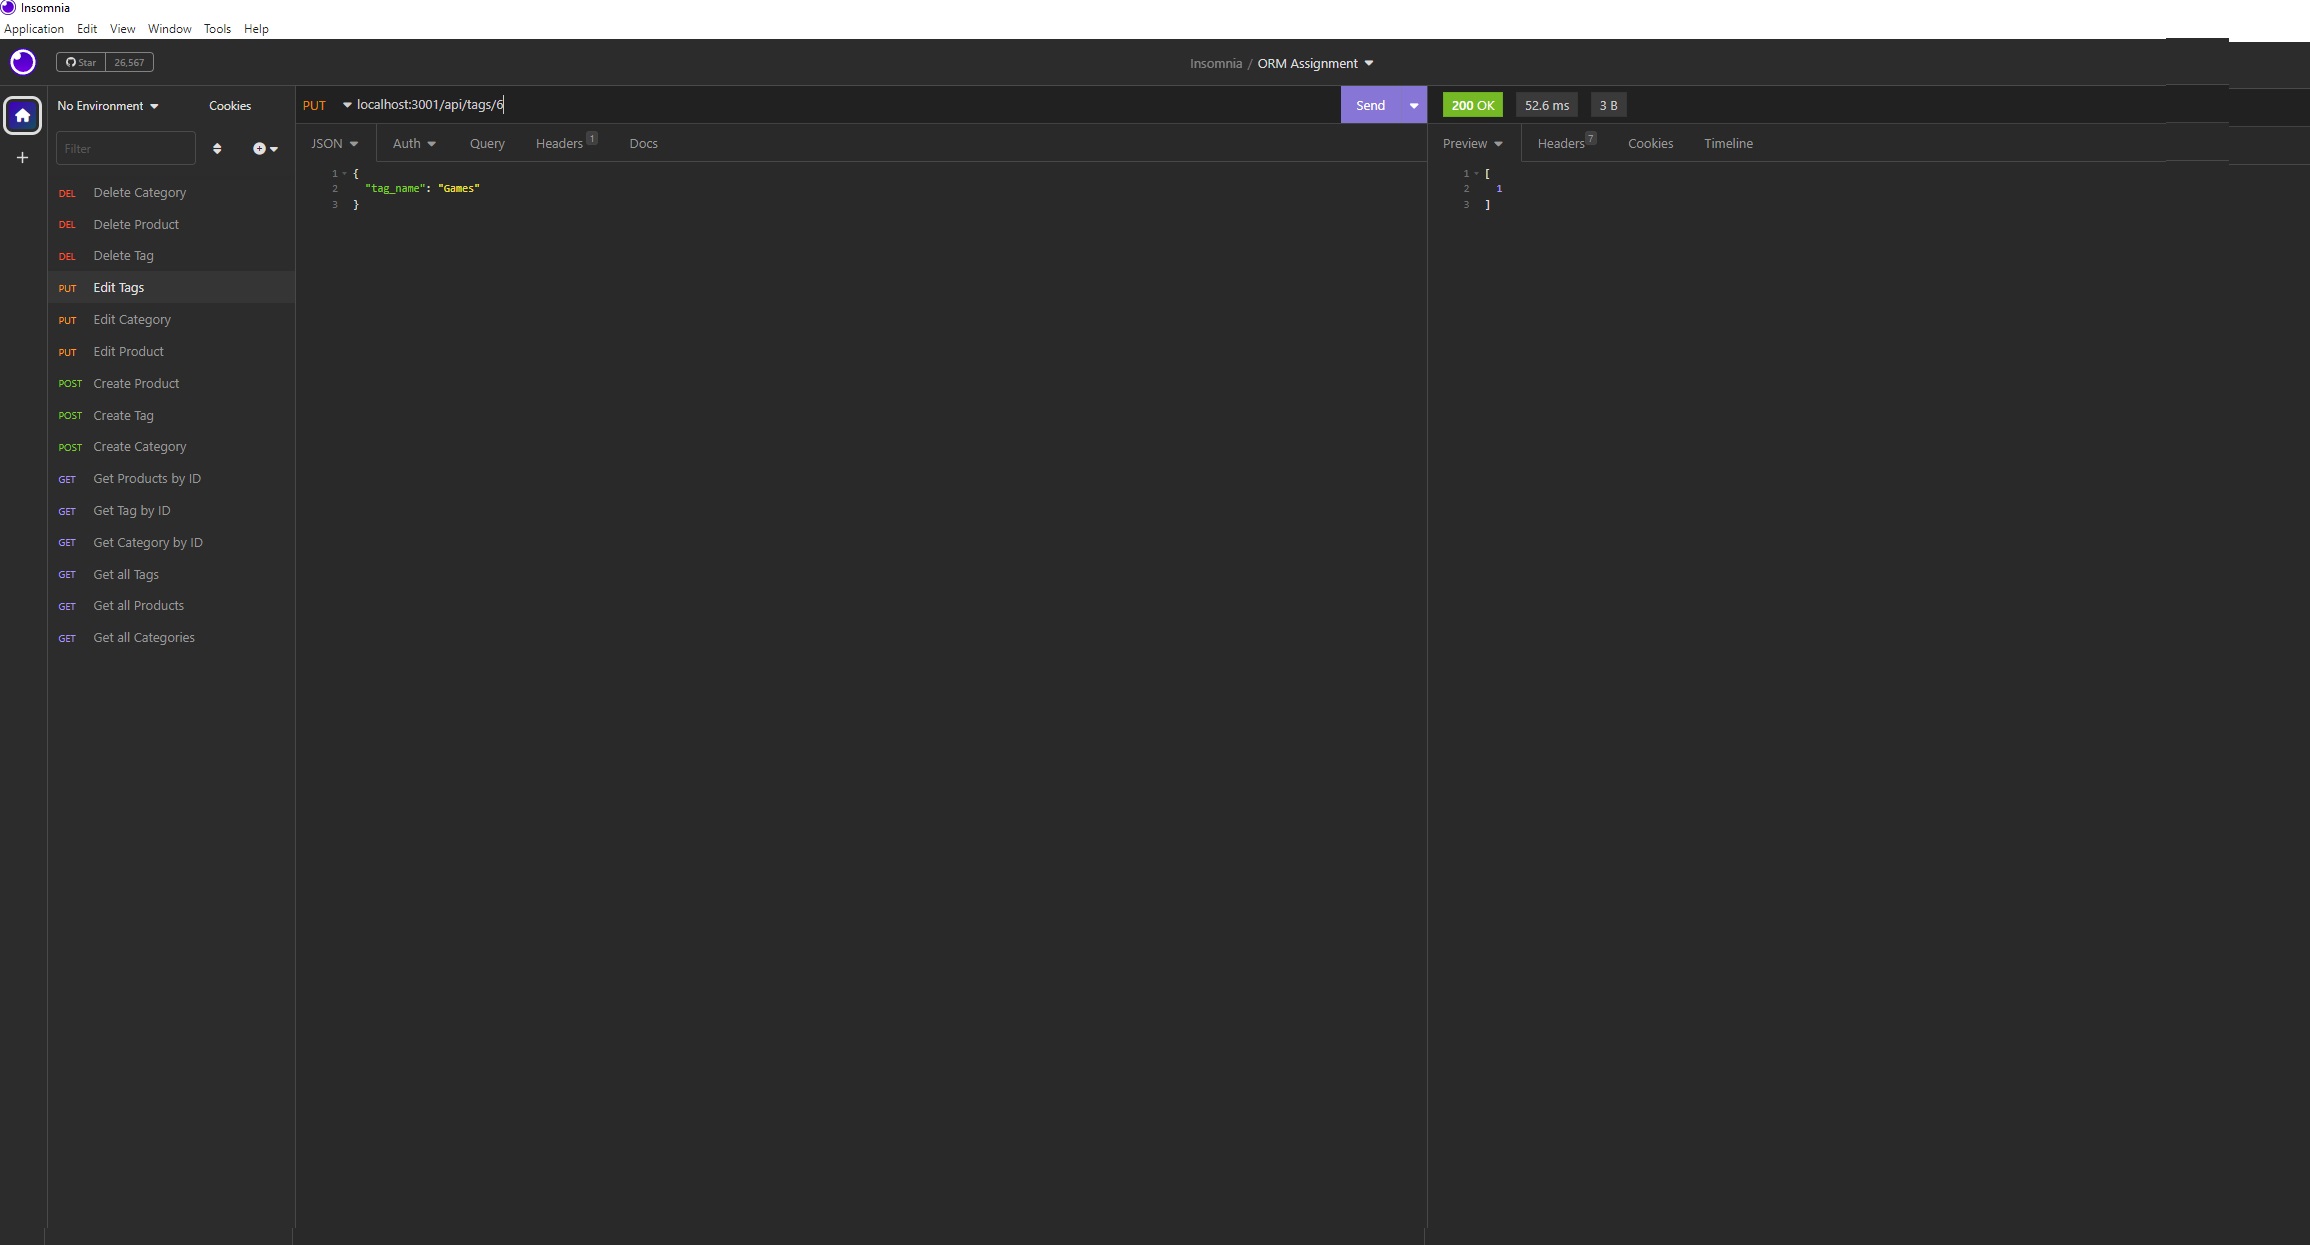 Insomnia
Application Edit View Window Tools Help
Star 26,567
Insomnia / ORM Assignment
No Environment Cookies
Filter
DEL Delete Category
DEL Delete Product
DEL Delete Tag
PUT Edit Tags
PUT Edit Category
PUT Edit Product
POST Create Product
POST Create Tag
POST Create Category
GET Get Products by ID
GET Get Tag by ID
GET Get Category by ID
GET Get all Tags
GET Get all Products
GET Get all Categories
PUT localhost:3001/api/tags/6 Send
JSON Auth Query Headers 1 Docs
1 {
2 "tag_name": "Games"
3 }
200 OK 52.6 ms 3 B
Preview Headers 7 Cookies Timeline
1 [
2 1
3 ]